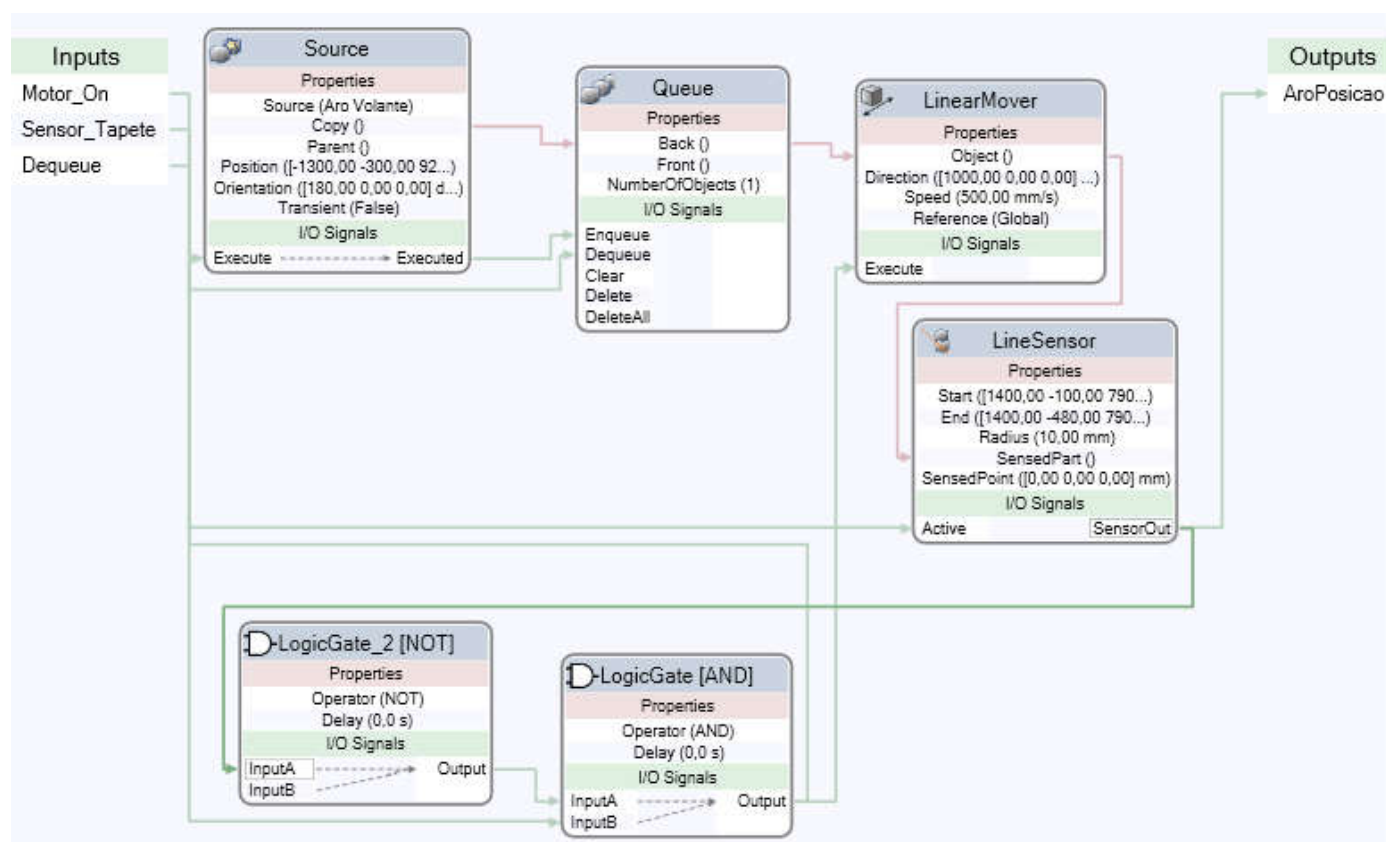 Inputs
Motor_On
Sensor_Tapete
Dequeue
Source
Properties
Source (Aro Volante)
Copy ()
Parent ()
Position ([-1300,00 -300,00 92...)
Orientation ([180,00 0,00 0,00] d...)
Transient (False)
I/O Signals
Execute Executed
Queue
Properties
Back ()
Front ()
NumberOfObjects (1)
I/O Signals
Enqueue
Dequeue
Clear
Delete
DeleteAll
LinearMover
Properties
Object ()
Direction ([1000,00 0,00 0,00] ...)
Speed (500,00 mm/s)
Reference (Global)
I/O Signals
Execute
Outputs
AroPosicao
LineSensor
Properties
Start ([1400,00 -100,00 790...)
End ([1400,00 -480,00 790...)
Radius (10,00 mm)
SensedPart ()
SensedPoint ([0,00 0,00 0,00] mm)
I/O Signals
Active SensorOut
LogicGate_2 [NOT]
Properties
Operator (NOT)
Delay (0,0 s)
I/O Signals
InputA Output
InputB
LogicGate [AND]
Properties
Operator (AND)
Delay (0,0 s)
I/O Signals
InputA Output
InputB